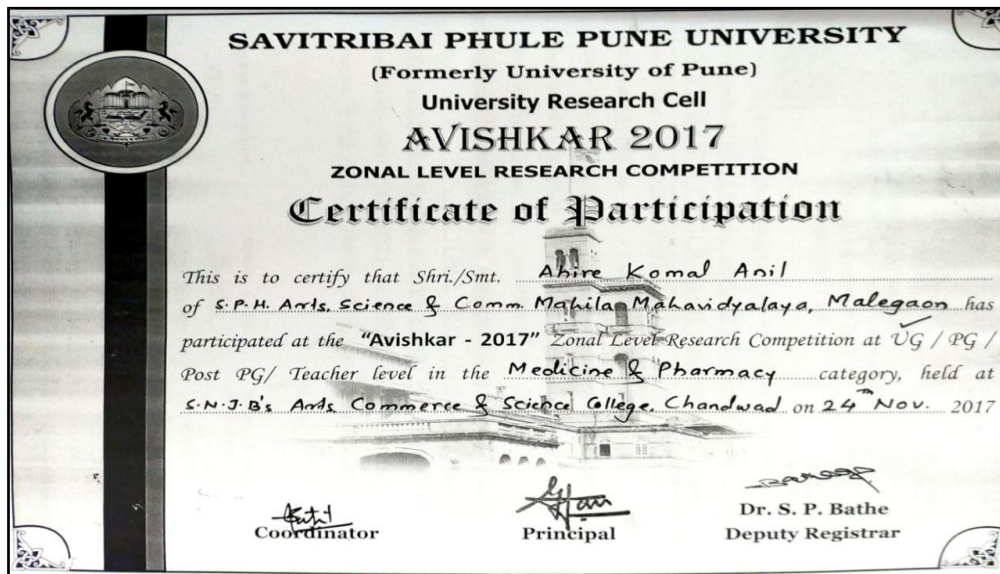 SAVITRIBAI PHULE PUNE UNIVERSITY
(Formerly University of Pune)
University Research Cell
AVISHKAR 2017
ZONAL LEVEL RESEARCH COMPETITION
Certificate of Participation
This is to certify that Shri./Smt. Ahire Komal Anil
of S.P.H. Arts, Science & Comm. Mahila Mahavidyalaya, Malegaon has
participated at the "Avishkar - 2017" Zonal Level Research Competition at UG / PG /
Post PG/ Teacher level in the Medicine & Pharmacy category, held at
S.N.J.B's Arts, Commerce & Science College, Chandwad on 24th Nov. 2017
Coordinator
Principal
Dr. S. P. Bathe
Deputy Registrar